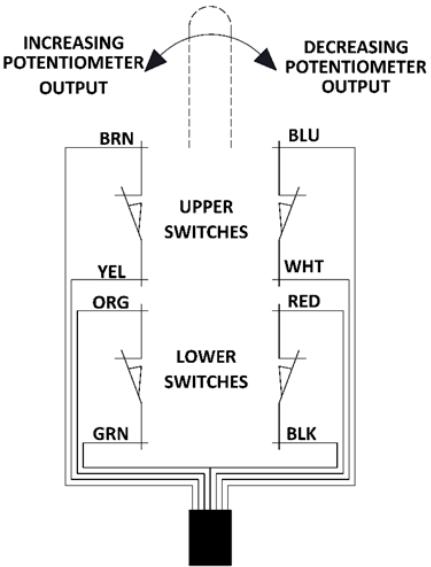 INCREASING
POTENTIOMETER
OUTPUT
DECREASING
POTENTIOMETER
OUTPUT
BRN
BLU
UPPER
SWITCHES
YEL
WHT
ORG
RED
LOWER
SWITCHES
GRN
BLK